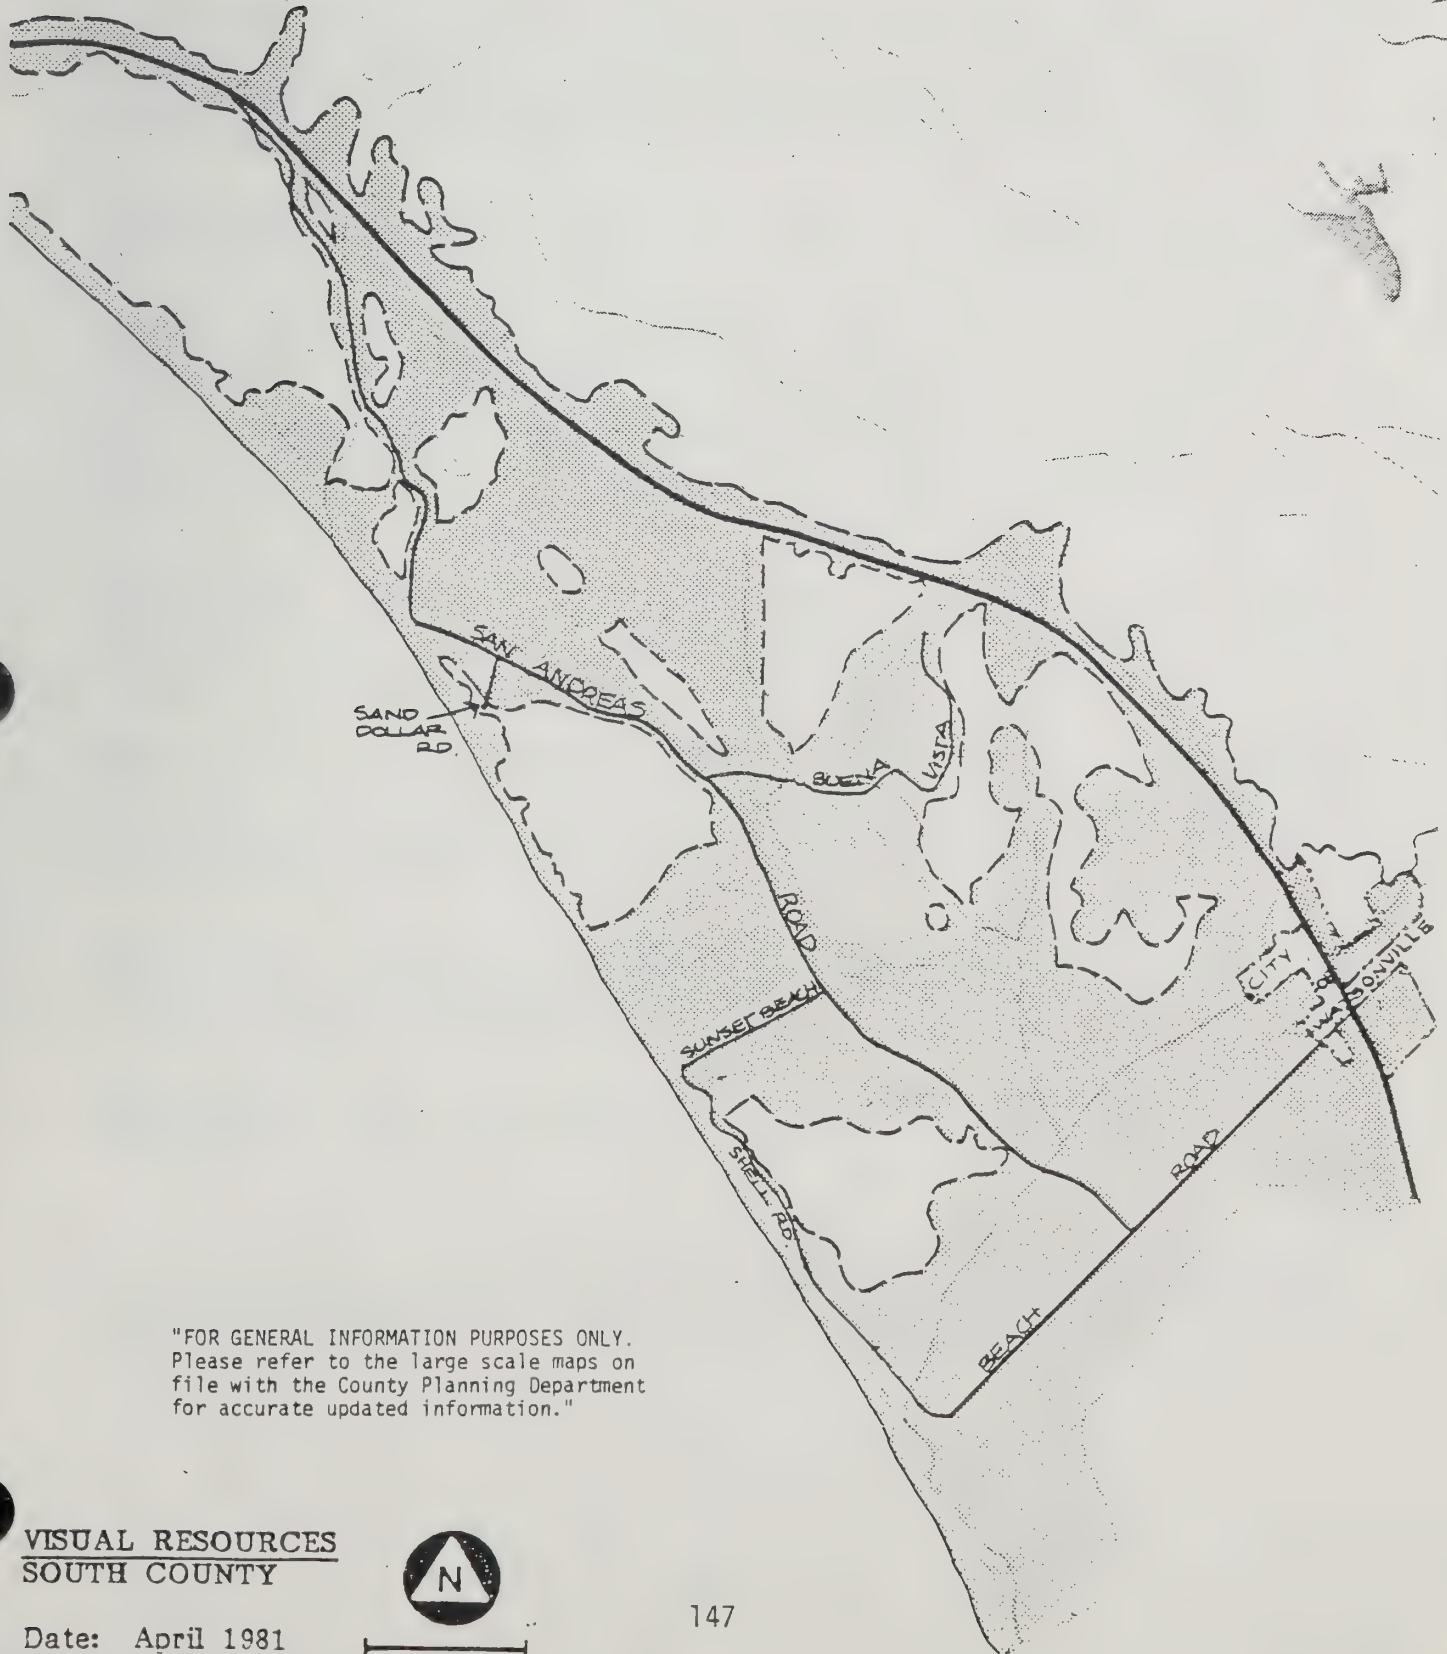 SAN ANDREAS
SAND
DOLLAR
RD.
BUENA
VISTA
ROAD
CITY
OF
WATSONVILLE
SUNSET BEACH
SHELL RD.
ROAD
BEACH
"FOR GENERAL INFORMATION PURPOSES ONLY.
Please refer to the large scale maps on
file with the County Planning Department
for accurate updated information."
VISUAL RESOURCES
SOUTH COUNTY
N
147
Date: April 1981